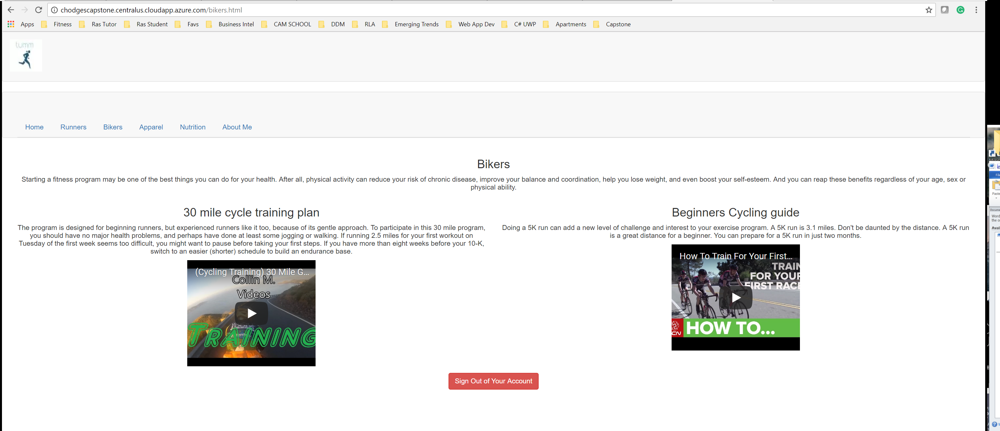 chodgescapstone.centralus.cloudapp.azure.com/bikers.html
Apps Fitness Ras Tutor Ras Student Favs Business Intel CAM SCHOOL DDM RLA Emerging Trends Web App Dev C# UWP Apartments Capstone
tumm
Home Runners Bikers Apparel Nutrition About Me
Bikers
Starting a fitness program may be one of the best things you can do for your health. After all, physical activity can reduce your risk of chronic disease, improve your balance and coordination, help you lose weight, and even boost your self-esteem. And you can reap these benefits regardless of your age, sex or
physical ability.
30 mile cycle training plan
The program is designed for beginning runners, but experienced runners like it too, because of its gentle approach. To participate in this 30 mile program,
you should have no major health problems, and perhaps have done at least some jogging or walking. If running 2.5 miles for your first workout on
Tuesday of the first week seems too difficult, you might want to pause before taking your first steps. If you have more than eight weeks before your 10-K,
switch to an easier (shorter) schedule to build an endurance base.
(Cycling Training) 30 Mile G...
Collin M.
Videos
TRAINING
Beginners Cycling guide
Doing a 5K run can add a new level of challenge and interest to your exercise program. A 5K run is 3.1 miles. Don't be daunted by the distance. A 5K run
is a great distance for a beginner. You can prepare for a 5K run in just two months.
How To Train For Your First...
TRAIN
FOR YOUR
FIRST RACE
CN HOW TO...
Sign Out of Your Account
Paste
Word
the o
Avai